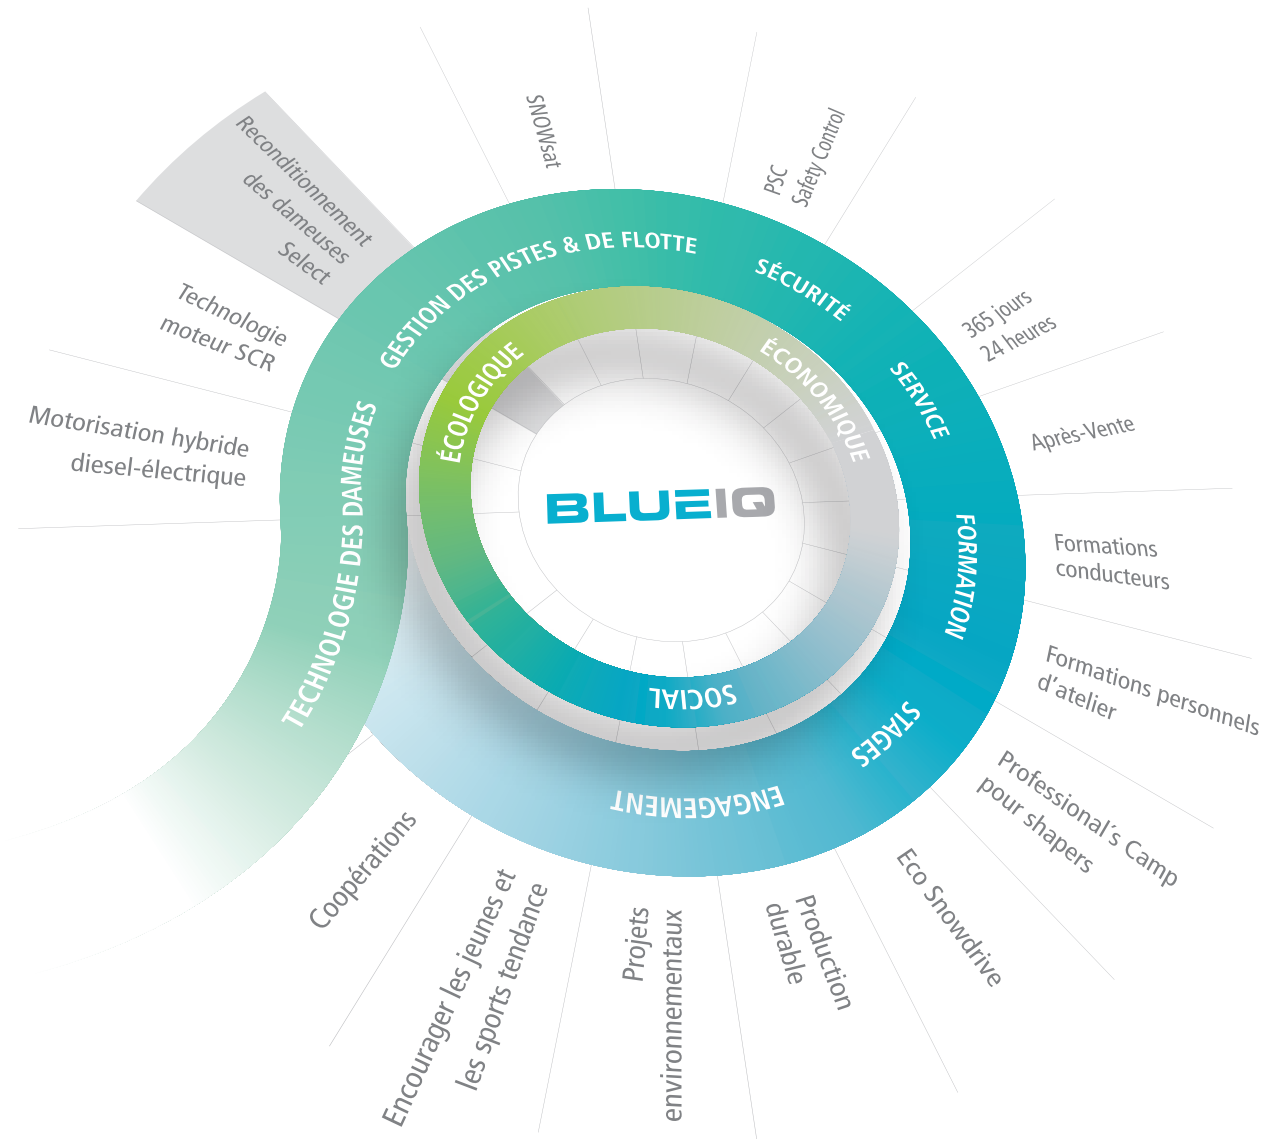 BLUEIQ
ÉCOLOGIQUE
ÉCONOMIQUE
SOCIAL
TECHNOLOGIE DES DAMEUSES
GESTION DES PISTES & DE FLOTTE
SÉCURITÉ
SERVICE
FORMATION
STAGES
ENGAGEMENT
Motorisation hybride
diesel-électrique
Technologie
moteur SCR
Reconditionnement
des dameuses
Select
SNOWsat
PSC
Safety Control
365 jours
24 heures
Après-Vente
Formations
conducteurs
Formations personnels
d’atelier
Professional´s Camp
pour shapers
Eco Snowdrive
Production
durable
Projets
environnementaux
Encourager les jeunes et
les sports tendance
Coopérations